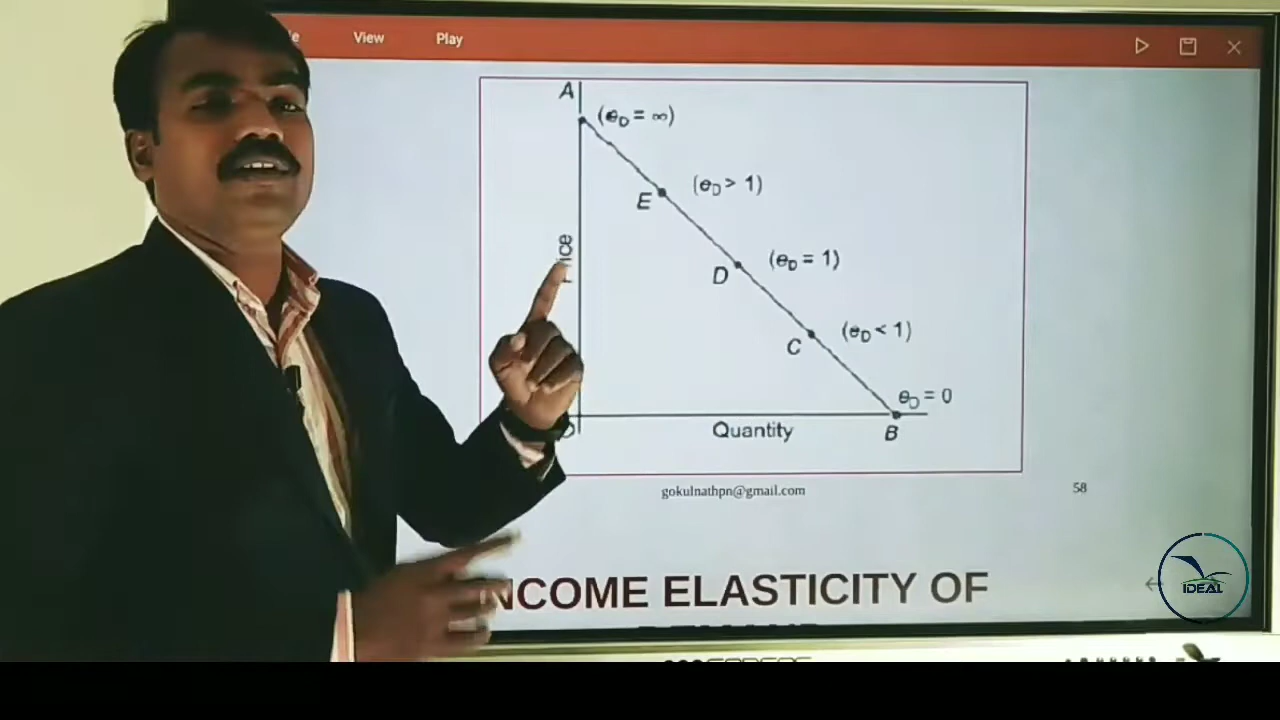 View
Play
A
(eD = ∞)
E
(eD > 1)
D
(eD = 1)
C
(eD < 1)
eD = 0
Quantity
B
gokulnathpn@gmail.com
58
IDEAL
INCOME ELASTICITY OF